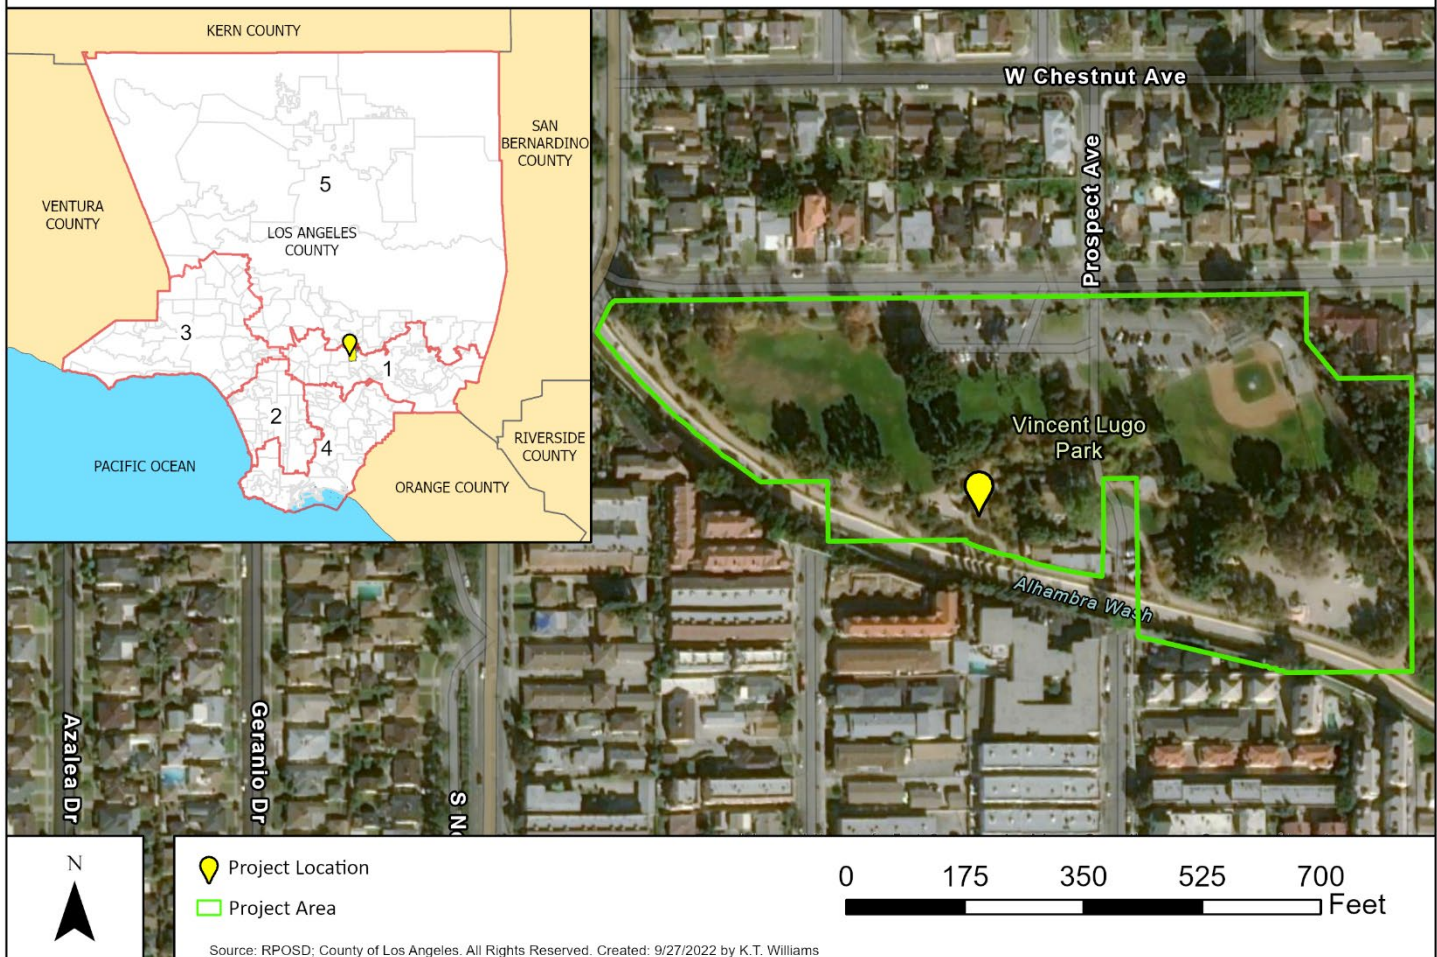 KERN COUNTY
SAN
BERNARDINO
COUNTY
5
VENTURA
COUNTY
LOS ANGELES
COUNTY
3
1
2
4
RIVERSIDE
COUNTY
PACIFIC OCEAN
ORANGE COUNTY
W Chestnut Ave
Prospect Ave
Vincent Lugo
Park
Alhambra Wash
Azalea Dr
Geranio Dr
S N
N
Project Location
Project Area
0 175 350 525 700
Feet
Source: RPOSD; County of Los Angeles. All Rights Reserved. Created: 9/27/2022 by K.T. Williams